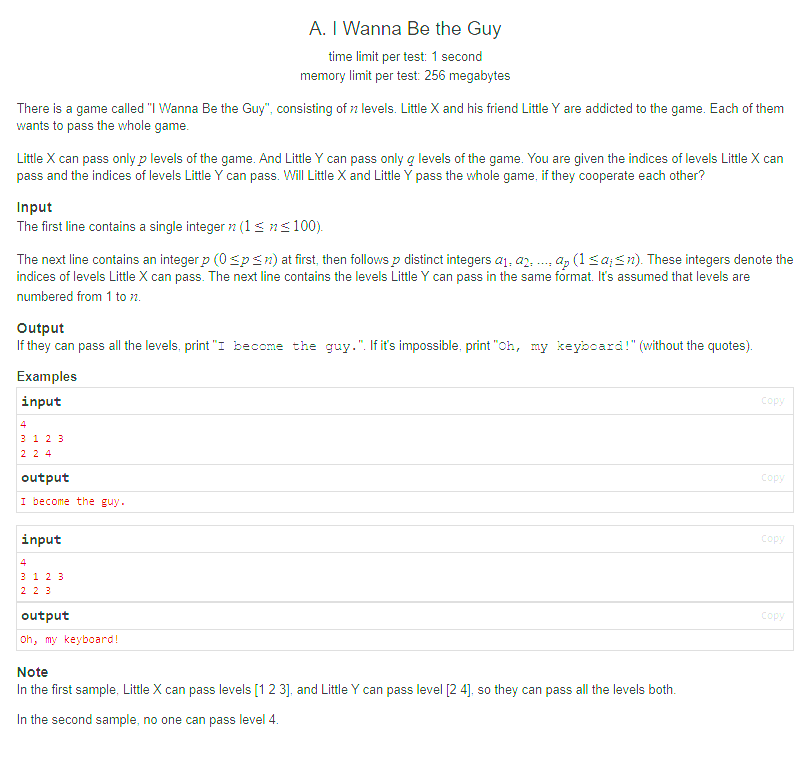 A. I Wanna Be the Guy
time limit per test: 1 second
memory limit per test: 256 megabytes
There is a game called "I Wanna Be the Guy", consisting of n levels. Little X and his friend Little Y are addicted to the game. Each of them
wants to pass the whole game.
Little X can pass only p levels of the game. And Little Y can pass only q levels of the game. You are given the indices of levels Little X can
pass and the indices of levels Little Y can pass. Will Little X and Little Y pass the whole game, if they cooperate each other?
Input
The first line contains a single integer n (1 ≤ n ≤ 100).
The next line contains an integer p (0 ≤ p ≤ n) at first, then follows p distinct integers a1, a2, ..., ap (1 ≤ ai ≤ n). These integers denote the
indices of levels Little X can pass. The next line contains the levels Little Y can pass in the same format. It's assumed that levels are
numbered from 1 to n.
Output
If they can pass all the levels, print "I become the guy.". If it's impossible, print "Oh, my keyboard!" (without the quotes).
Examples
input Copy
4
3 1 2 3
2 2 4
output Copy
I become the guy.
input Copy
4
3 1 2 3
2 2 3
output Copy
Oh, my keyboard!
Note
In the first sample, Little X can pass levels [1 2 3], and Little Y can pass level [2 4], so they can pass all the levels both.
In the second sample, no one can pass level 4.